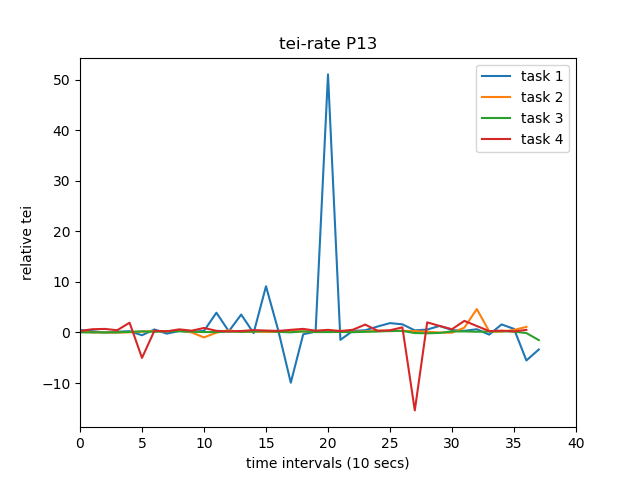 tei-rate P13
relative tei
50
40
30
20
10
0
−10
task 1
task 2
task 3
task 4
0 5 10 15 20 25 30 35 40
time intervals (10 secs)